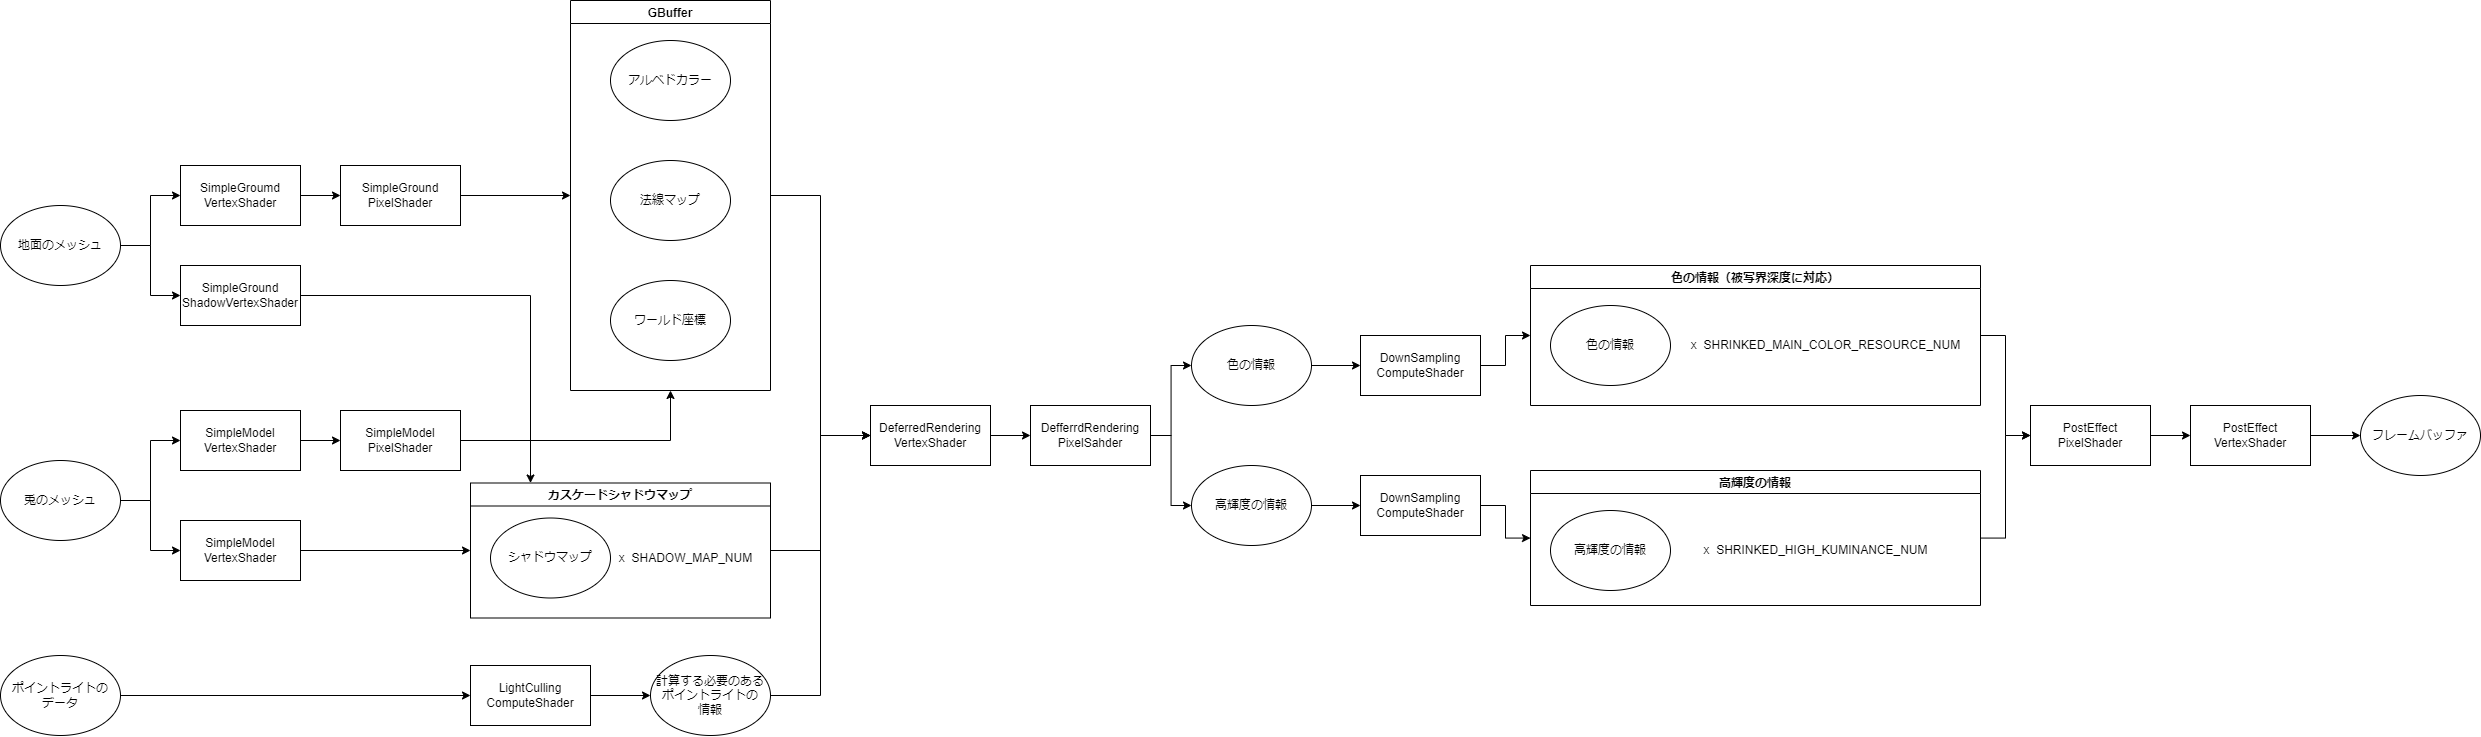 GBuffer
アルベドカラー
法線マップ
ワールド座標
地面のメッシュ
SimpleGroumd
VertexShader
SimpleGround
PixelShader
SimpleGround
ShadowVertexShader
兎のメッシュ
SimpleModel
VertexShader
SimpleModel
PixelShader
SimpleModel
VertexShader
カスケードシャドウマップ
シャドウマップ
x SHADOW_MAP_NUM
ポイントライトの
データ
LightCulling
ComputeShader
計算する必要のある
ポイントライトの
情報
DeferredRendering
VertexShader
DefferrdRendering
PixelSahder
色の情報
DownSampling
ComputeShader
色の情報（被写界深度に対応）
色の情報
x SHRINKED_MAIN_COLOR_RESOURCE_NUM
高輝度の情報
DownSampling
ComputeShader
高輝度の情報
高輝度の情報
x SHRINKED_HIGH_KUMINANCE_NUM
PostEffect
PixelShader
PostEffect
VertexShader
フレームバッファ